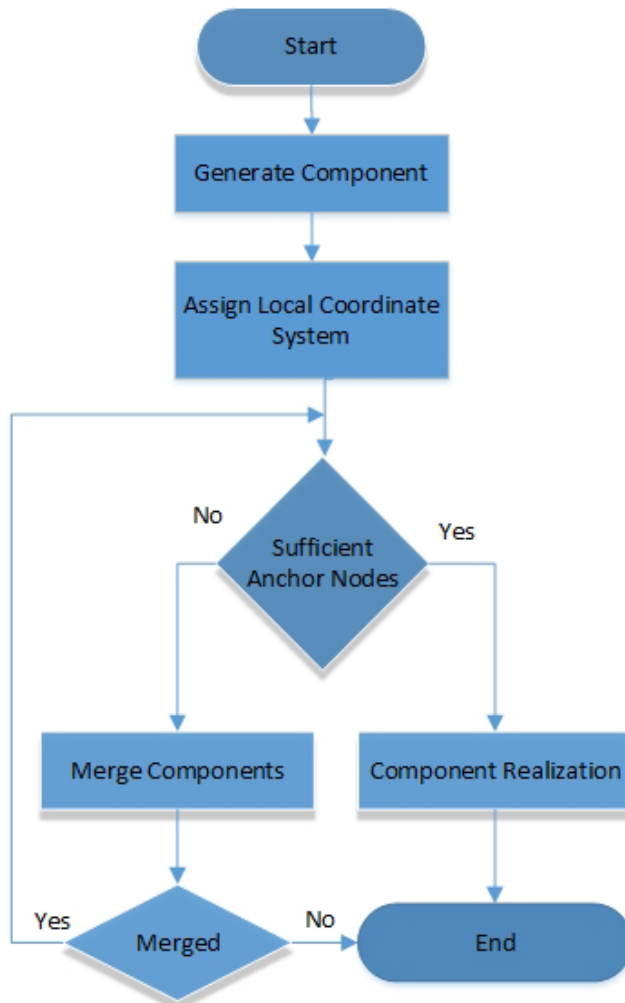 Start
Generate Component
Assign Local Coordinate
System
No
Yes
Sufficient
Anchor Nodes
Merge Components
Component Realization
Yes
No
Merged
End